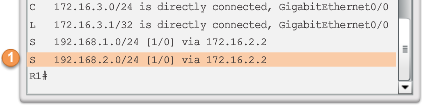 C 172.16.3.0/24 is directly connected, GigabitEthernet0/0
L 172.16.3.1/32 is directly connected, GigabitEthernet0/0
S 192.168.1.0/24 [1/0] via 172.16.2.2
1 S 192.168.2.0/24 [1/0] via 172.16.2.2
R1#